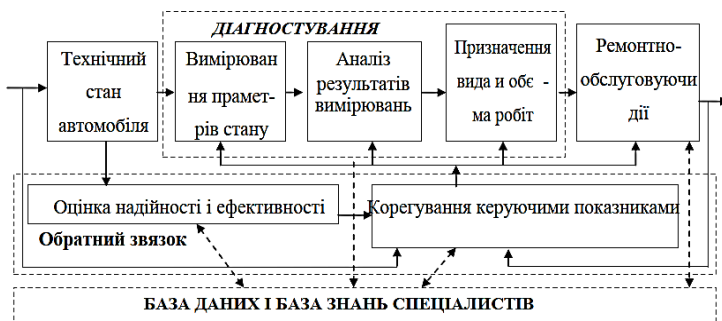 ДІАГНОСТУВАННЯ
Технічний
стан
автомобіля
Вимірюван
ня прамет-
рів стану
Аналіз
результатів
вимірювань
Призначення
вида и обє -
ма робіт
Ремонтно-
обслуговуючи
дії
Оцінка надійності і ефективності
Корегування керуючими показниками
Обратний звязок
БАЗА ДАНИХ І БАЗА ЗНАНЬ СПЕЦІАЛИСТІВ